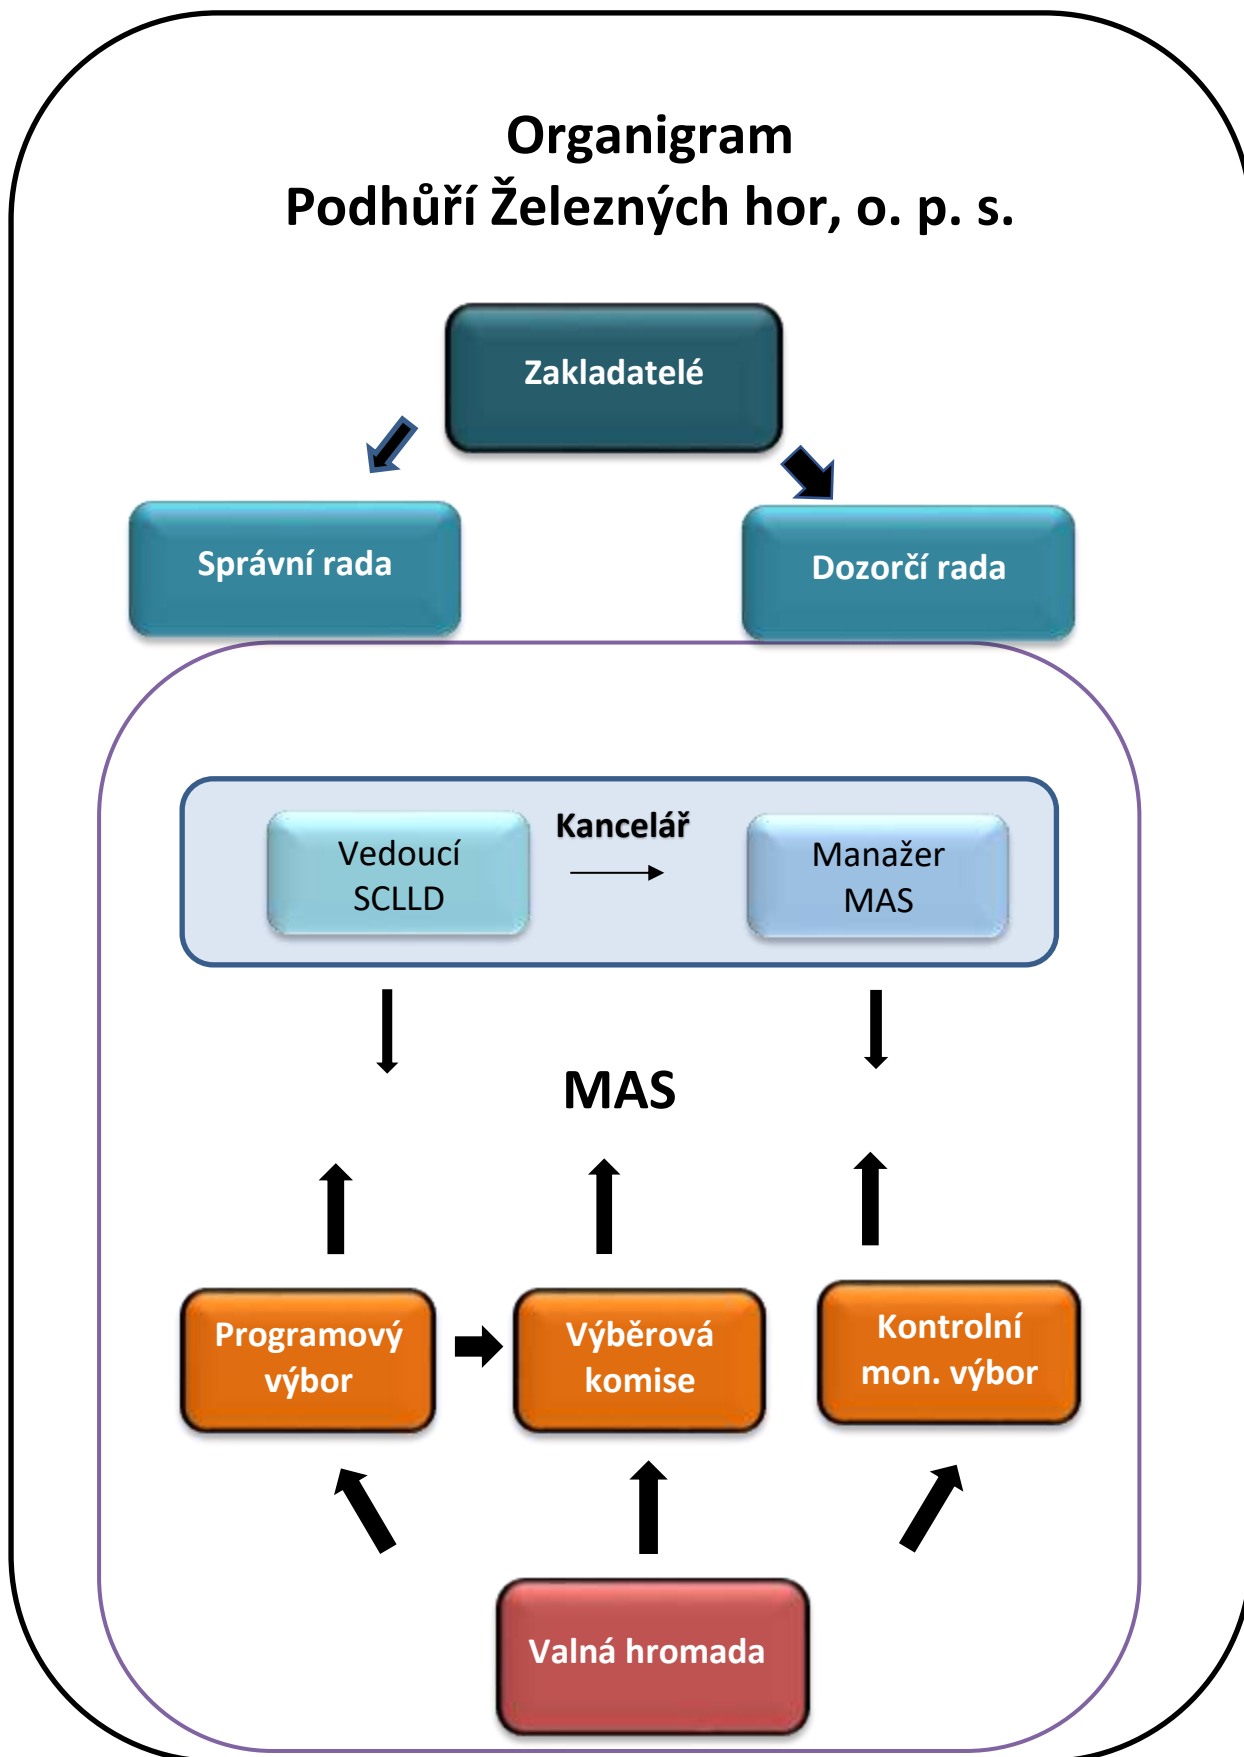 Organigram
Podhůří Železných hor, o. p. s.
Zakladatelé
Správní rada
Dozorčí rada
Kancelář
Vedoucí
SCLLD
Manažer
MAS
MAS
Programový
výbor
Výběrová
komise
Kontrolní
mon. výbor
Valná hromada